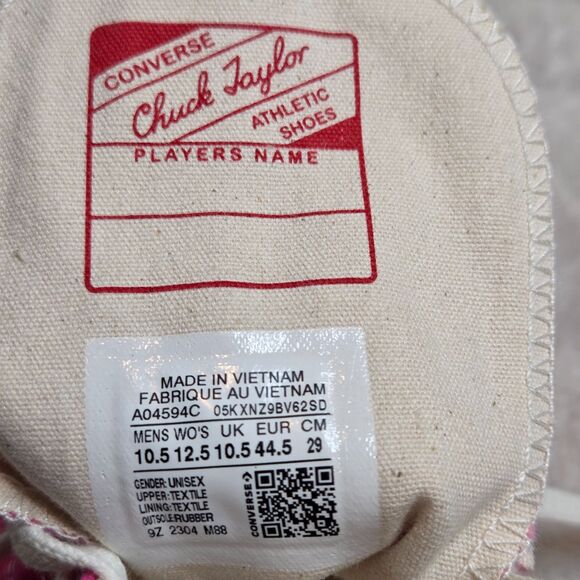 CONVERSE
Chuck Taylor
ATHLETIC
SHOES
PLAYERS NAME
MADE IN VIETNAM
FABRIQUE AU VIETNAM
A04594C 05KXNZ9BV62SD
MENS WO'S UK EUR CM
10.5 12.5 10.5 44.5 29
GENDER: UNISEX
UPPER: TEXTILE
LINING: TEXTILE
OUTSOLE:RUBBER
9Z 2304 M88
CONVERSE